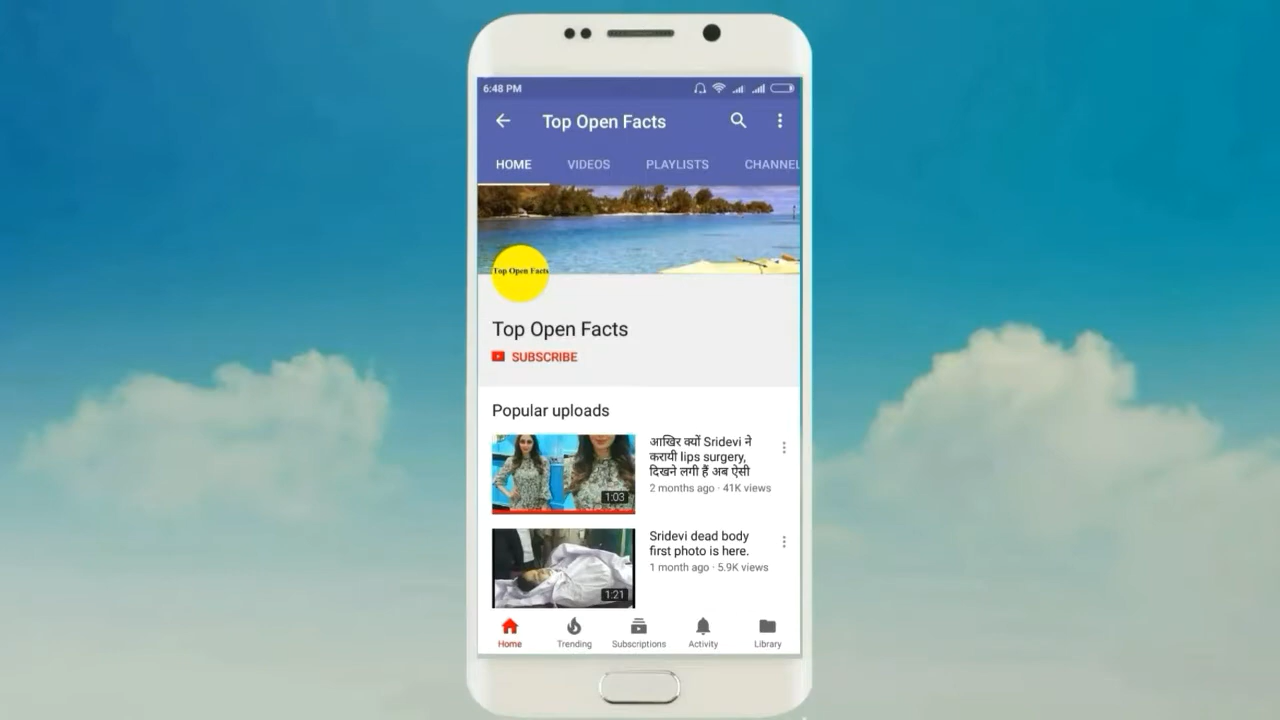 6:48 PM
Top Open Facts
HOME VIDEOS PLAYLISTS CHANNEL
Top Open Facts
Top Open Facts
SUBSCRIBE
Popular uploads
आखिर क्यों Sridevi ने
करायी lips surgery,
दिखने लगी हैं अब ऐसी
2 months ago · 41K views
1:03
Sridevi dead body
first photo is here.
1 month ago · 5.9K views
1:21
Home Trending Subscriptions Activity Library